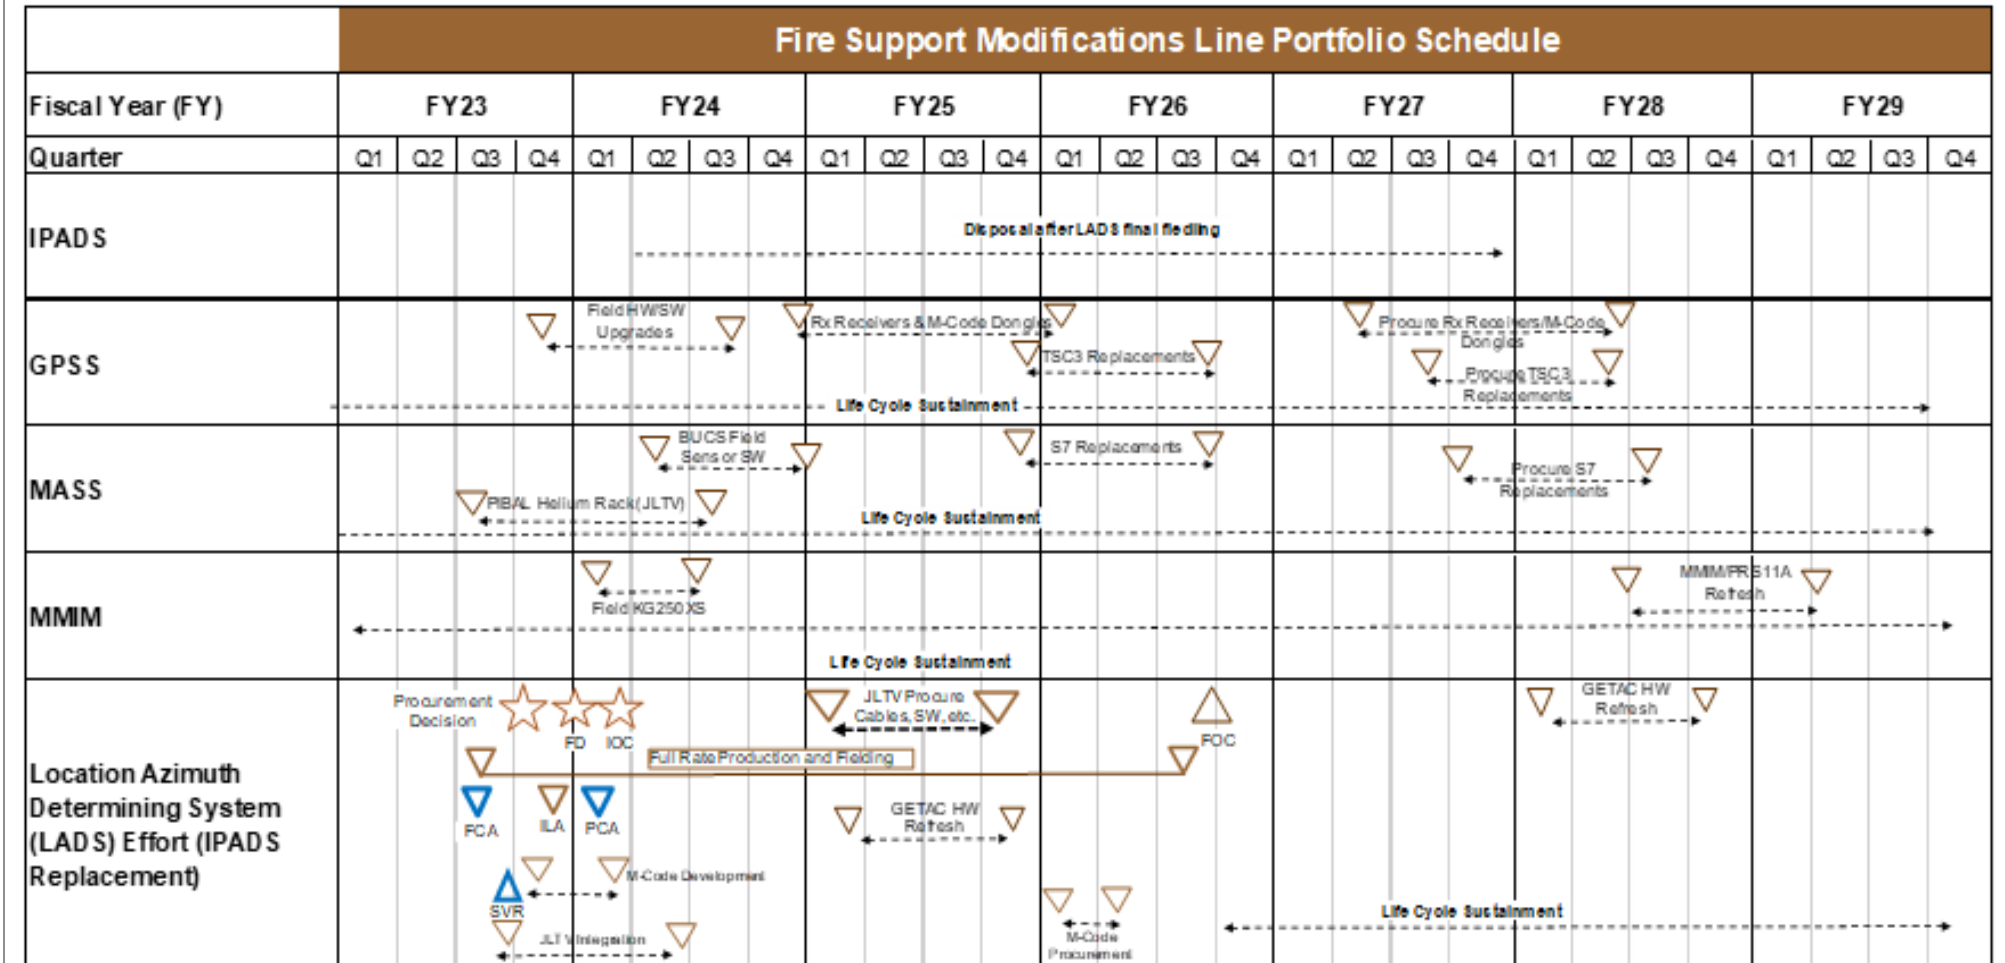 Fire Support Modifications Line Portfolio Schedule
Fiscal Year (FY) FY23 FY24 FY25 FY26 FY27 FY28 FY29
Quarter Q1 Q2 Q3 Q4 Q1 Q2 Q3 Q4 Q1 Q2 Q3 Q4 Q1 Q2 Q3 Q4 Q1 Q2 Q3 Q4 Q1 Q2 Q3 Q4 Q1 Q2 Q3 Q4
IPADS
Disposal after LADS final fiedling
GPSS
Field HW/SW
Upgrades
Rx Receivers & M-Code Dongles
TSC3 Replacements
Procure Rx Receivers/M-Code
Dongles
Procure TSC3
Replacements
Life Cycle Sustainment
MASS
BUCS Field
Sensor SW
S7 Replacements
Procure S7
Replacements
PIBAL Helium Rack (JLTV)
Life Cycle Sustainment
MMIM
Field KG250XS
MMIM/PRS11A
Refresh
Life Cycle Sustainment
Location Azimuth
Determining System
(LADS) Effort (IPADS
Replacement)
Procurement
Decision
FD
IOC
JLTV Procure
Cables, SW, etc.
FOC
GETAC HW
Refresh
Full Rate Production and Fielding
FCA
ILA
PCA
GETAC HW
Refresh
M-Code Development
SVR
JLTV Integration
M-Code
Procurement
Life Cycle Sustainment